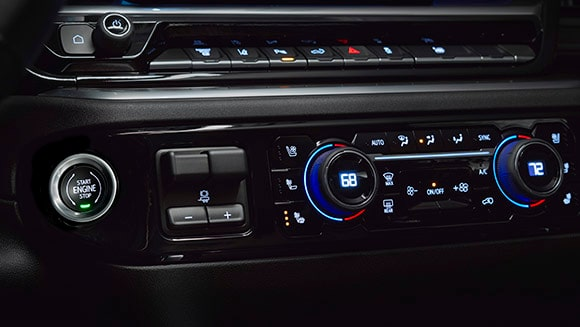 AUTO
SYNC
START
ENGINE
STOP
68
72
A/C
MAX
ON/OFF
REAR
− +